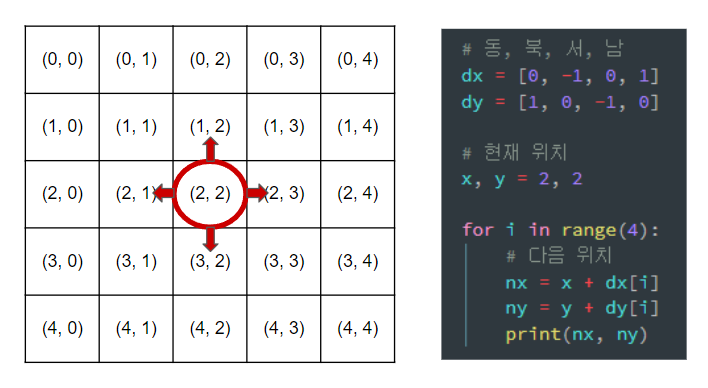 (0, 0) (0, 1) (0, 2) (0, 3) (0, 4)
(1, 0) (1, 1) (1, 2) (1, 3) (1, 4)
(2, 0) (2, 1) (2, 2) (2, 3) (2, 4)
(3, 0) (3, 1) (3, 2) (3, 3) (3, 4)
(4, 0) (4, 1) (4, 2) (4, 3) (4, 4)
# 동, 북, 서, 남
dx = [0, -1, 0, 1]
dy = [1, 0, -1, 0]
# 현재 위치
x, y = 2, 2
for i in range(4):
# 다음 위치
nx = x + dx[i]
ny = y + dy[i]
print(nx, ny)